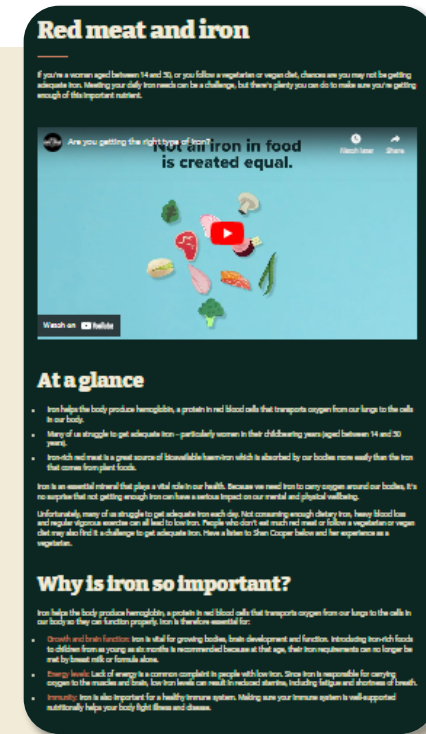 Red meat and iron
If you're a woman aged between 14 and 50, or you follow a vegetarian or vegan diet, chances are you may not be getting
adequate iron. Meeting your daily iron needs can be a challenge, but there's plenty you can do to make sure you're getting
enough of this important nutrient.
Are you getting the right type of iron?
Watch later
Share
Not all iron in food
is created equal.
Watch on YouTube
At a glance
Iron helps the body produce hemoglobin, a protein in red blood cells that transports oxygen from our lungs to the cells
in our body.
Many of us struggle to get adequate iron – particularly women in their childbearing years (aged between 14 and 50
years).
Iron-rich red meat is a great source of bioavailable haem-iron which is absorbed by our bodies more easily than the iron
that comes from plant foods.
Iron is an essential mineral that plays a vital role in our health. Because we need iron to carry oxygen around our bodies, it's
no surprise that not getting enough iron can have a serious impact on our mental and physical wellbeing.
Unfortunately, many of us struggle to get adequate iron each day. Not consuming enough dietary iron, heavy blood loss
and regular vigorous exercise can all lead to low iron. People who don't eat much red meat or follow a vegetarian or vegan
diet may also find it a challenge to get adequate iron. Have a listen to Shan Cooper below and her experience as a
vegetarian.
Why is iron so important?
Iron helps the body produce hemoglobin, a protein in red blood cells that transports oxygen from our lungs to the cells in
our body so they can function properly. Iron is therefore essential for:
Growth and brain function: Iron is vital for growing bodies, brain development and function. Introducing iron-rich foods
to children from as young as six months is recommended because at that age, their iron requirements can no longer be
met by breast milk or formula alone.
Energy levels: Lack of energy is a common complaint in people with low iron. Since iron is responsible for carrying
oxygen to the muscles and brain, low iron levels can result in reduced stamina, including fatigue and shortness of breath.
Immunity: Iron is also important for a healthy immune system. Making sure your immune system is well-supported
nutritionally helps your body fight illness and disease.